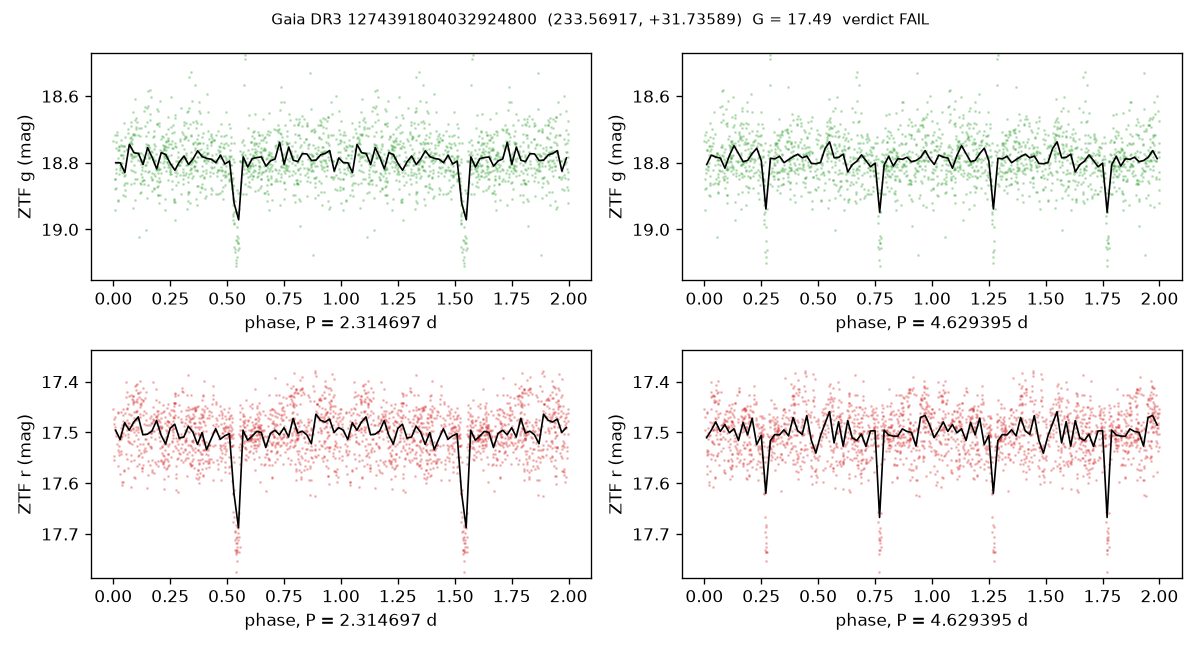 Gaia DR3 1274391804032924800 (233.56917, +31.73589) G = 17.49 verdict FAIL
ZTF g (mag)
18.6
18.8
19.0
0.00 0.25 0.50 0.75 1.00 1.25 1.50 1.75 2.00
phase, P = 2.314697 d
ZTF g (mag)
18.6
18.8
19.0
0.00 0.25 0.50 0.75 1.00 1.25 1.50 1.75 2.00
phase, P = 4.629395 d
ZTF r (mag)
17.4
17.5
17.6
17.7
0.00 0.25 0.50 0.75 1.00 1.25 1.50 1.75 2.00
phase, P = 2.314697 d
ZTF r (mag)
17.4
17.5
17.6
17.7
0.00 0.25 0.50 0.75 1.00 1.25 1.50 1.75 2.00
phase, P = 4.629395 d